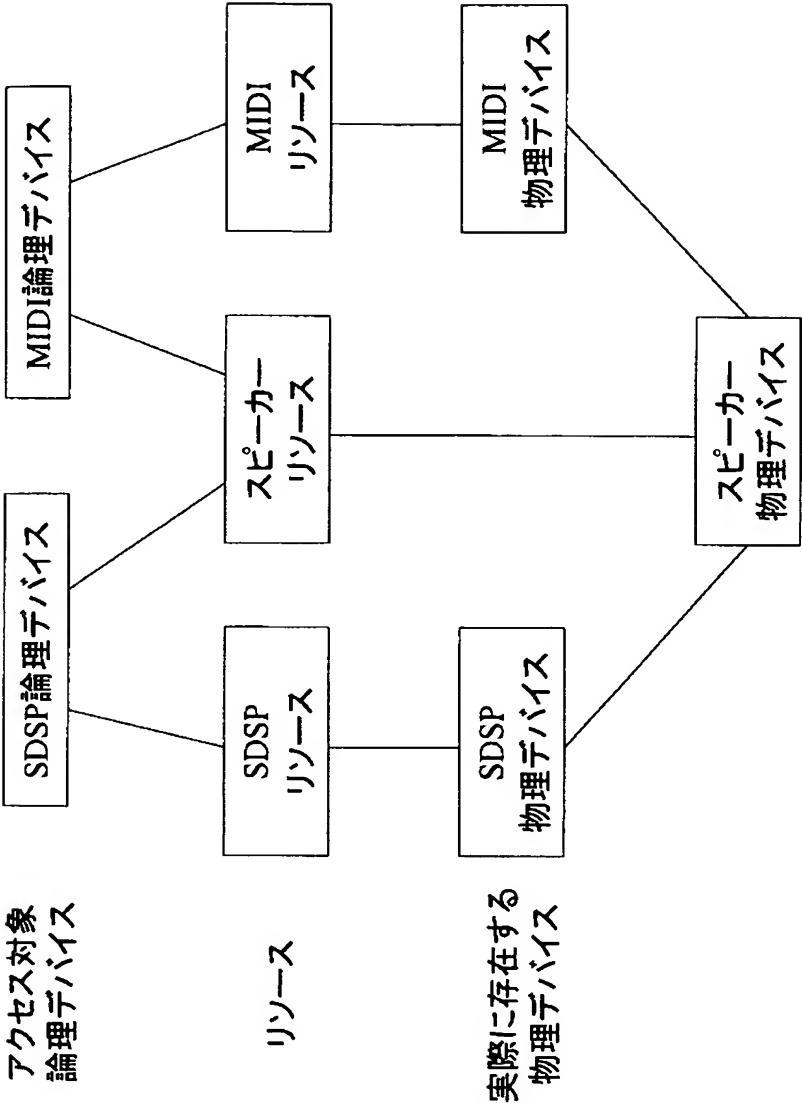 アクセス対象
論理デバイス
SDSP論理デバイス
MIDI論理デバイス
リソース
SDSP
リソース
スピーカー
リソース
MIDI
リソース
実際に存在する
物理デバイス
SDSP
物理デバイス
MIDI
物理デバイス
スピーカー
物理デバイス